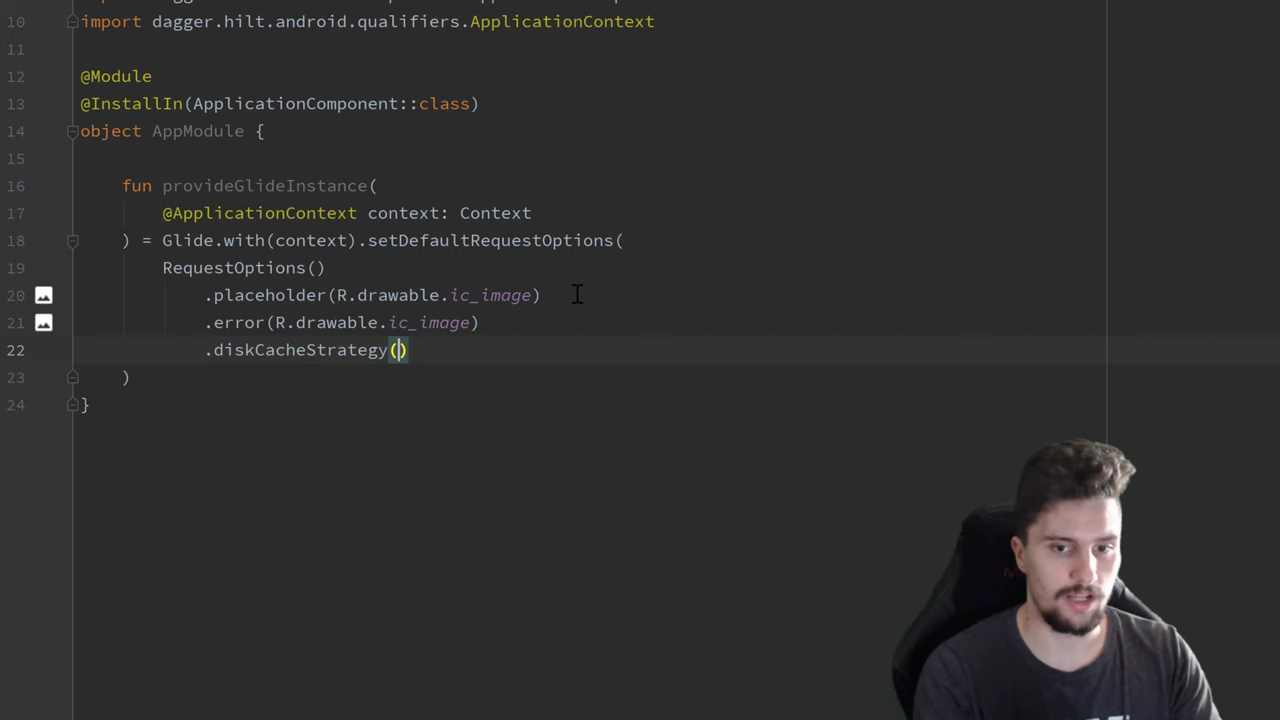 10 import dagger.hilt.android.qualifiers.ApplicationContext
11
12 @Module
13 @InstallIn(ApplicationComponent::class)
14 object AppModule {
15
16 fun provideGlideInstance(
17 @ApplicationContext context: Context
18 ) = Glide.with(context).setDefaultRequestOptions(
19 RequestOptions()
20 .placeholder(R.drawable.ic_image)
21 .error(R.drawable.ic_image)
22 .diskCacheStrategy()
23 )
24 }